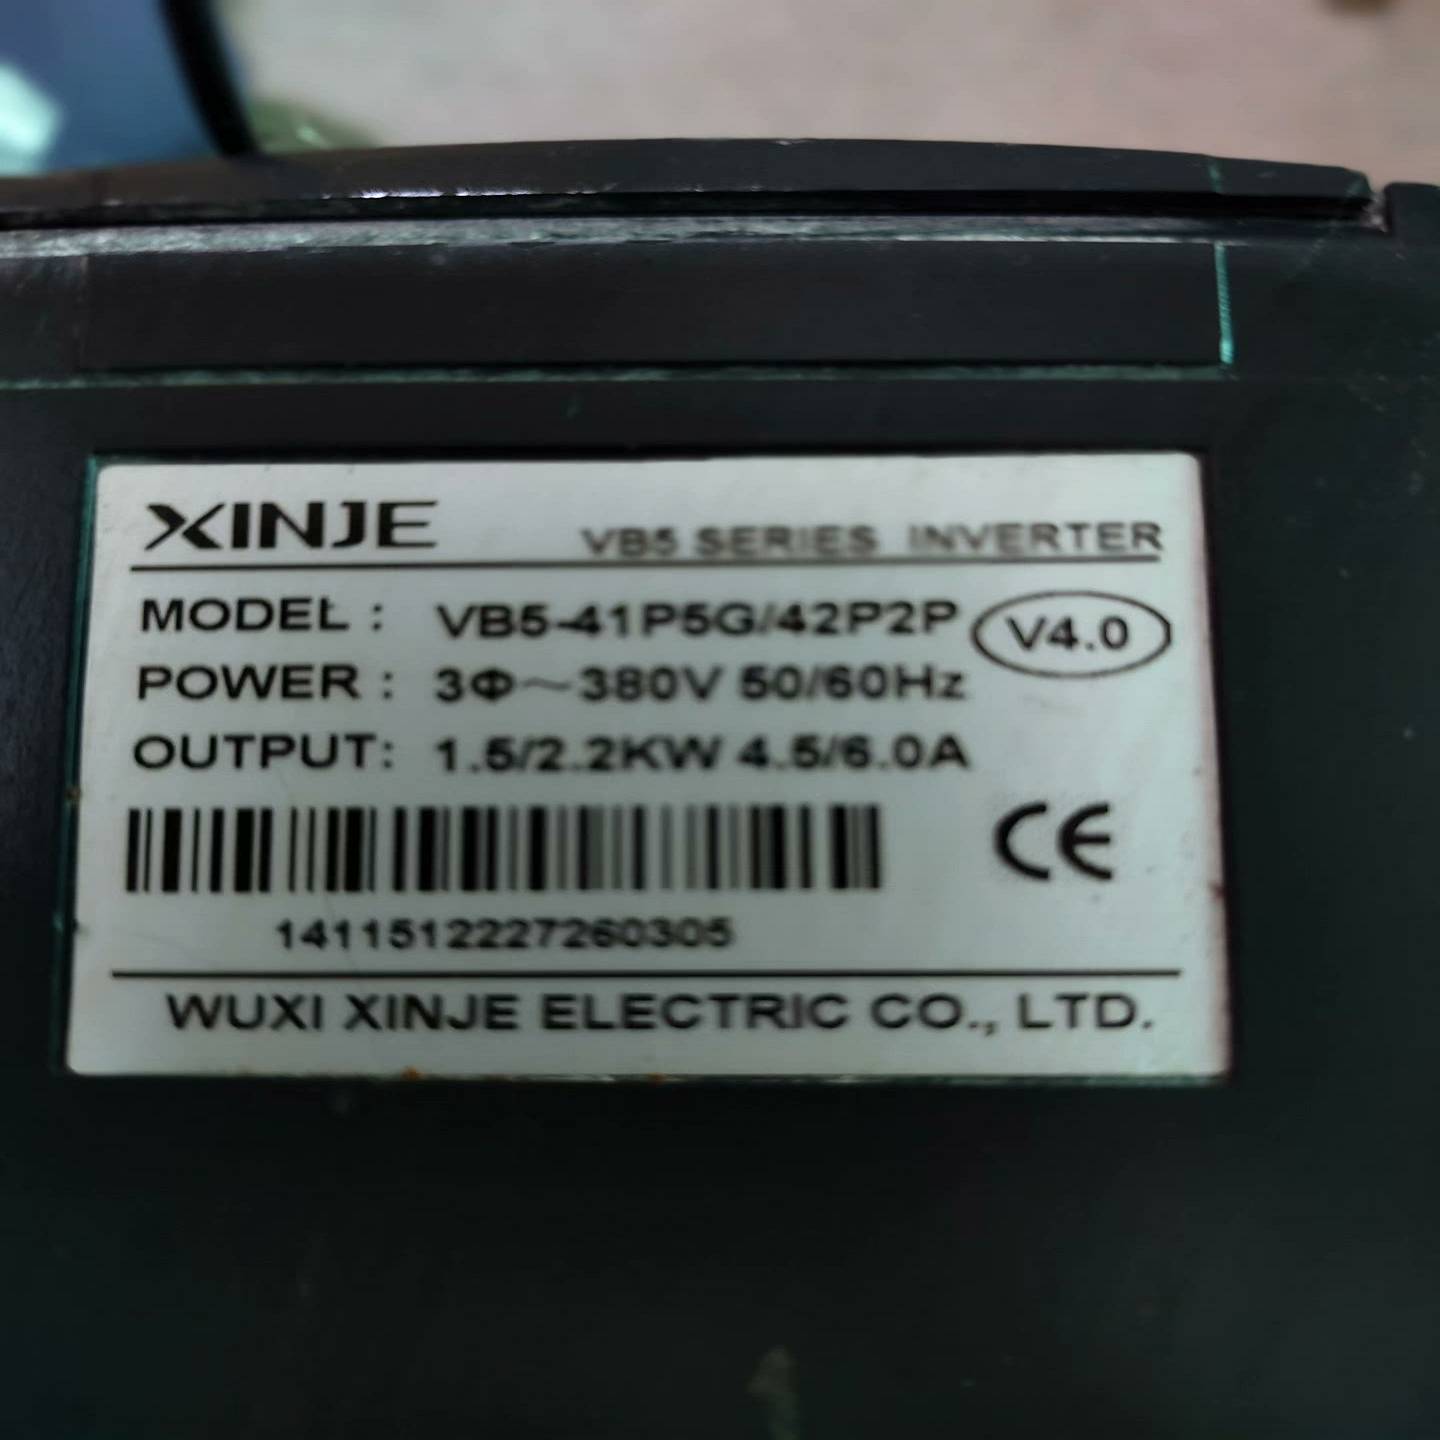 XINJE
VB5 SERIES INVERTER
MODEL : VB5-41P5G/42P2P V4.0
POWER : 3Φ～380V 50/60Hz
OUTPUT: 1.5/2.2KW 4.5/6.0A
CE
1411512227260305
WUXI XINJE ELECTRIC CO., LTD.